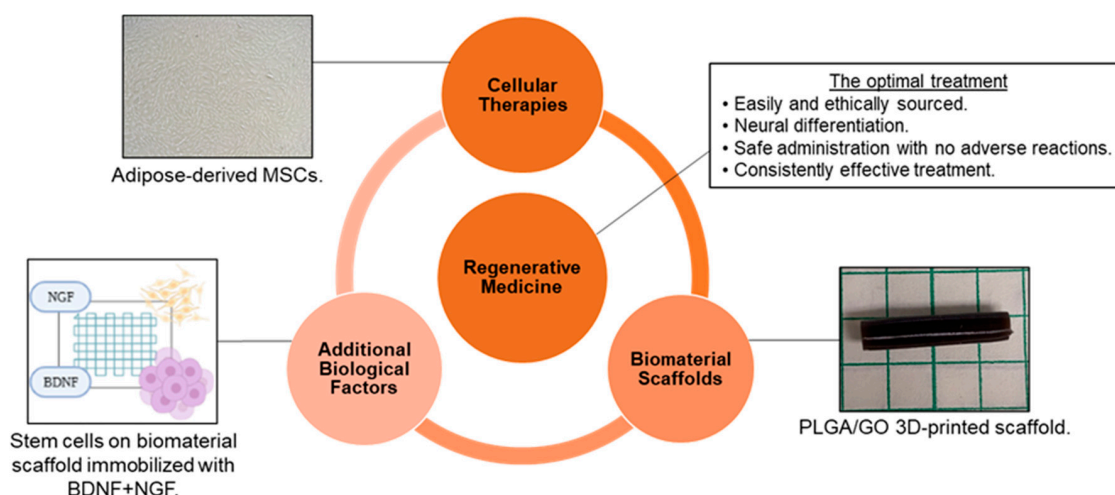 Cellular
Therapies
Adipose-derived MSCs.
The optimal treatment
• Easily and ethically sourced.
• Neural differentiation.
• Safe administration with no adverse reactions.
• Consistently effective treatment.
Regenerative
Medicine
NGF
BDNF
Additional
Biological
Factors
Biomaterial
Scaffolds
Stem cells on biomaterial
scaffold immobilized with
BDNF+NGF.
PLGA/GO 3D-printed scaffold.